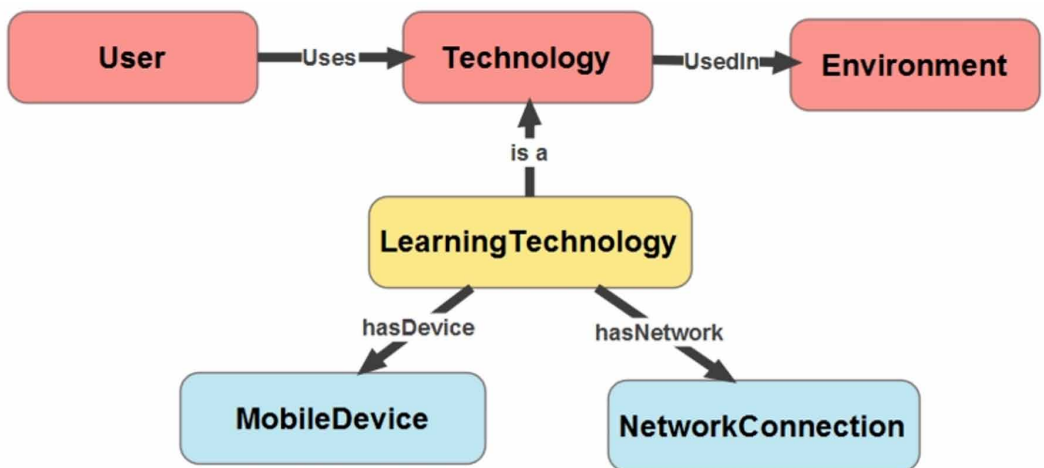 User
Uses
Technology
UsedIn
Environment
is a
LearningTechnology
hasDevice
hasNetwork
MobileDevice
NetworkConnection